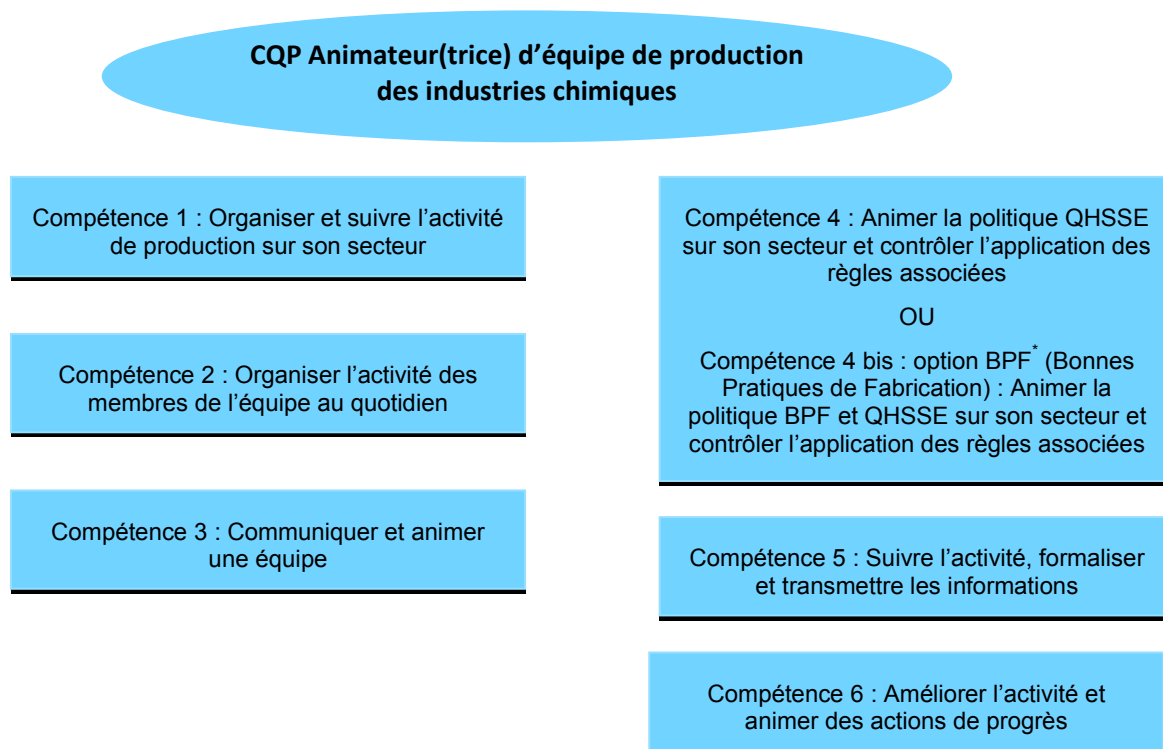 CQP Animateur(trice) d’équipe de production
des industries chimiques
Compétence 1 : Organiser et suivre l’activité
de production sur son secteur
Compétence 2 : Organiser l’activité des
membres de l’équipe au quotidien
Compétence 3 : Communiquer et animer
une équipe
Compétence 4 : Animer la politique QHSSE
sur son secteur et contrôler l’application des
règles associées
OU
Compétence 4 bis : option BPF* (Bonnes
Pratiques de Fabrication) : Animer la
politique BPF et QHSSE sur son secteur et
contrôler l’application des règles associées
Compétence 5 : Suivre l’activité, formaliser
et transmettre les informations
Compétence 6 : Améliorer l’activité et
animer des actions de progrès